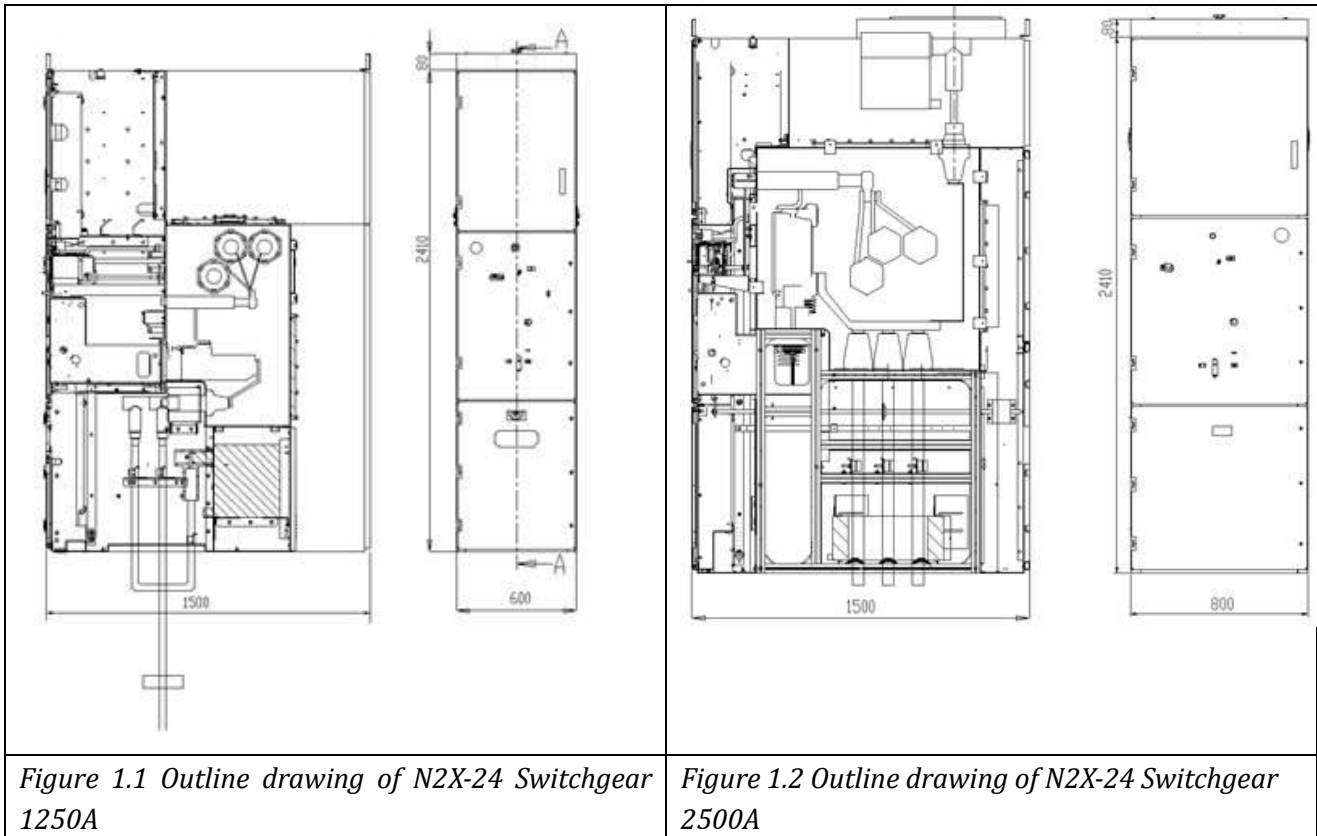 A
80
2410
A
1500
600
80
2410
1500
800
Figure 1.1 Outline drawing of N2X-24 Switchgear
1250A
Figure 1.2 Outline drawing of N2X-24 Switchgear
2500A